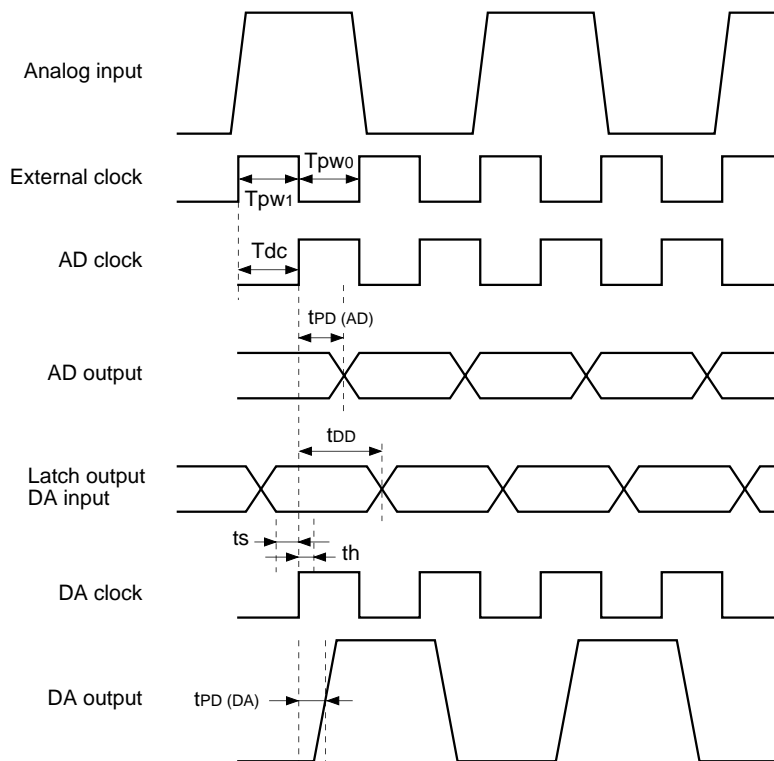 Analog input
External clock
Tpw0
Tpw1
AD clock
Tdc
tPD (AD)
AD output
tDD
Latch output
DA input
ts
th
DA clock
DA output
tPD (DA)